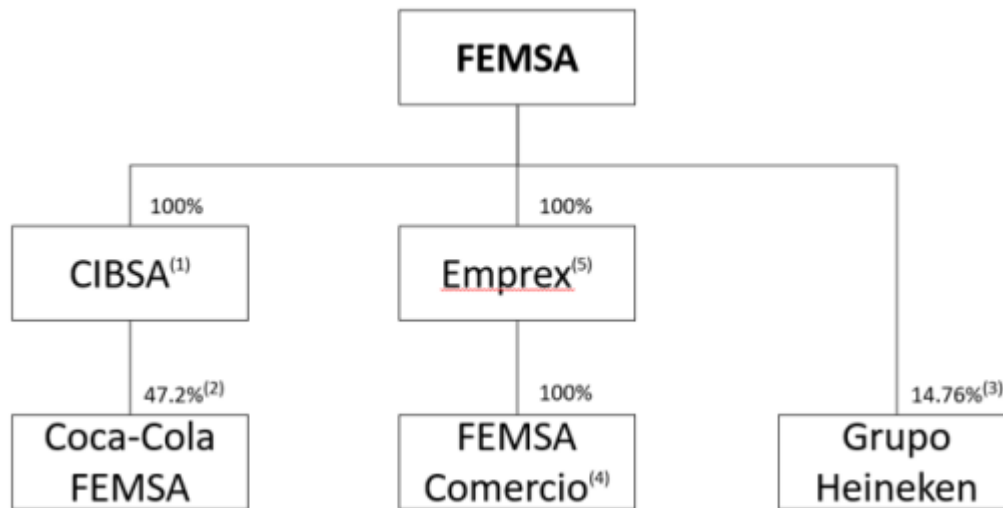 FEMSA
100%
100%
CIBSA(1)
Emprex(5)
47.2%(2)
100%
14.76%(3)
Coca-Cola
FEMSA
FEMSA
Comercio(4)
Grupo
Heineken